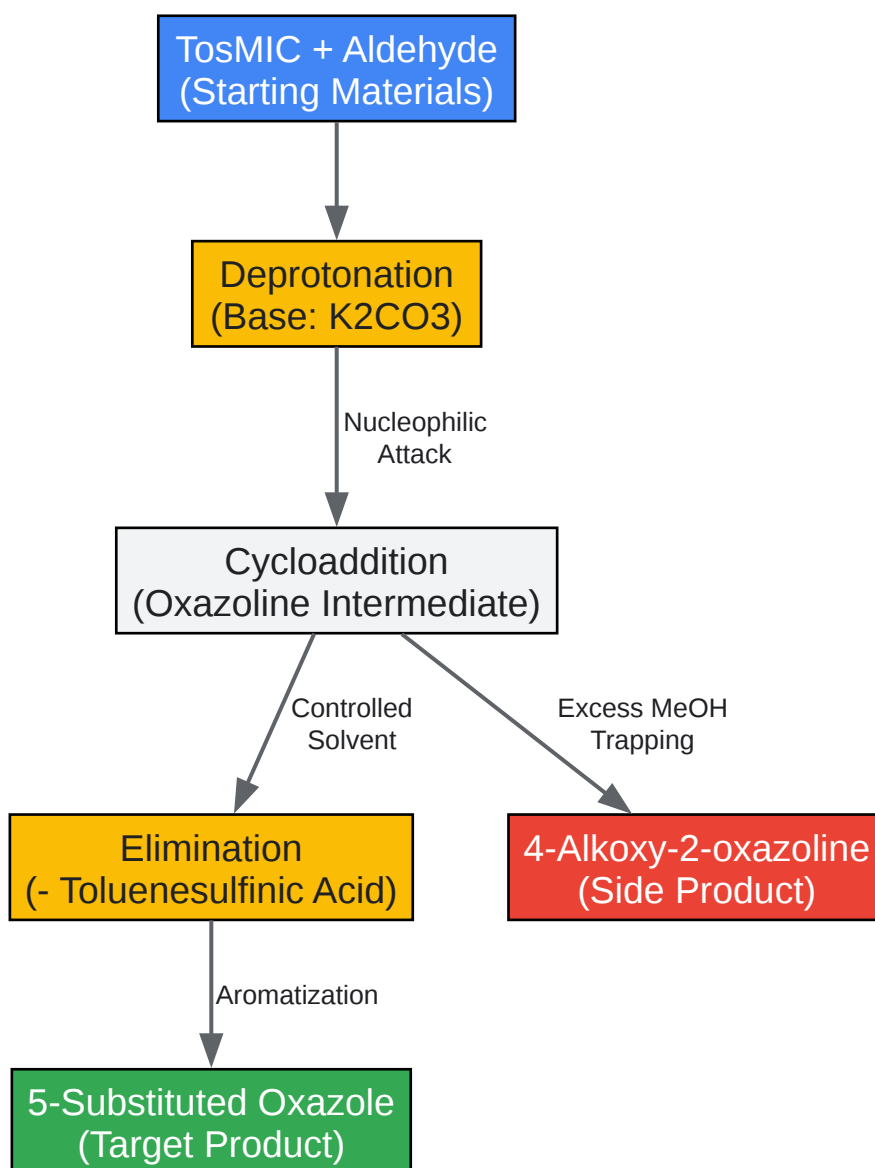 TosMIC + Aldehyde
(Starting Materials)
Deprotonation
(Base: K2CO3)
Nucleophilic
Attack
Cycloaddition
(Oxazoline Intermediate)
Controlled
Solvent
Excess MeOH
Trapping
Elimination
(- Toluenesulfinic Acid)
4-Alkoxy-2-oxazoline
(Side Product)
Aromatization
5-Substituted Oxazole
(Target Product)